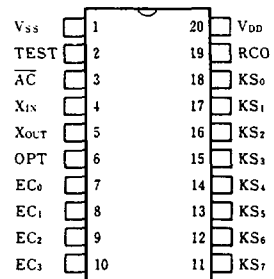 Vss 1 20 VDD
TEST 2 19 RCO
A̅C̅ 3 18 KS₀
XIN 4 17 KS₁
XOUT 5 16 KS₂
OPT 6 15 KS₃
EC₀ 7 14 KS₄
EC₁ 8 13 KS₅
EC₂ 9 12 KS₆
EC₃ 10 11 KS₇